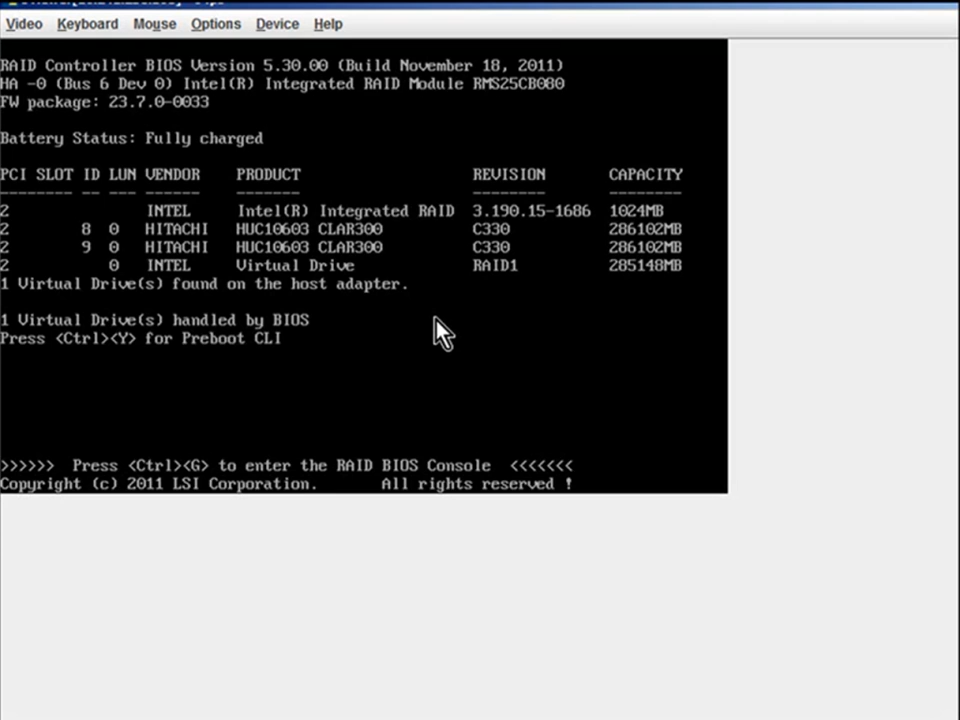 Video Keyboard Mouse Options Device Help
RAID Controller BIOS Version 5.30.00 (Build November 18, 2011)
HA -0 (Bus 6 Dev 0) Intel(R) Integrated RAID Module RMS25CB080
FW package: 23.7.0-0033
Battery Status: Fully charged
PCI SLOT ID LUN VENDOR PRODUCT REVISION CAPACITY
-------- -- --- ------ ------- -------- --------
2 INTEL Intel(R) Integrated RAID 3.190.15-1686 1024MB
2 8 0 HITACHI HUC10603 CLAR300 C330 286102MB
2 9 0 HITACHI HUC10603 CLAR300 C330 286102MB
2 0 INTEL Virtual Drive RAID1 285148MB
1 Virtual Drive(s) found on the host adapter.
1 Virtual Drive(s) handled by BIOS
Press <Ctrl><Y> for Preboot CLI
>>>>>> Press <Ctrl><G> to enter the RAID BIOS Console <<<<<<<
Copyright (c) 2011 LSI Corporation. All rights reserved !